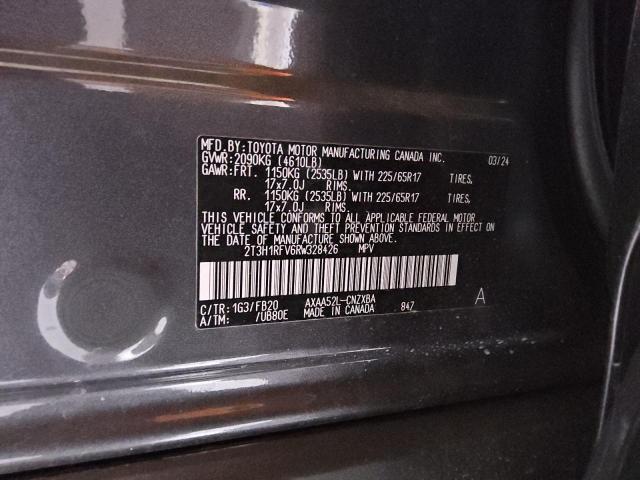 MFD.BY:TOYOTA MOTOR MANUFACTURING CANADA INC. 03/24
GVWR:2090KG (4610LB)
GAWR:FRT. 1150KG (2535LB) WITH 225/65R17 TIRES,
17x7.0J RIMS.
RR. 1150KG (2535LB) WITH 225/65R17 TIRES,
17x7.0J RIMS.
THIS VEHICLE CONFORMS TO ALL APPLICABLE FEDERAL MOTOR
VEHICLE SAFETY AND THEFT PREVENTION STANDARDS IN EFFECT
ON THE DATE OF MANUFACTURE SHOWN ABOVE.
2T3H1RFV6RW328426 MPV
C/TR:1G3/FB20 AXAA52L-CNZXBA 847 A
A/TM: /UB80E MADE IN CANADA